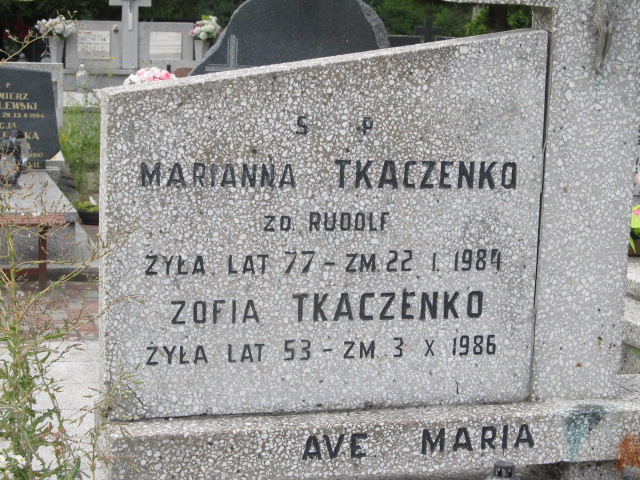 S P
MARIANNA TKACZENKO
ZD. RUDOLF
ŻYŁA LAT 77 - ZM. 22. I. 1984
ZOFIA TKACZENKO
ŻYŁA LAT 53 - ZM 3 X 1986
AVE MARIA